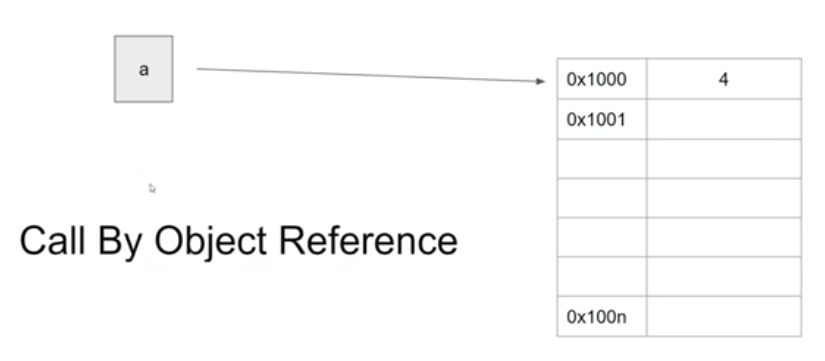 a
0x1000 4
0x1001
Call By Object Reference
0x100n